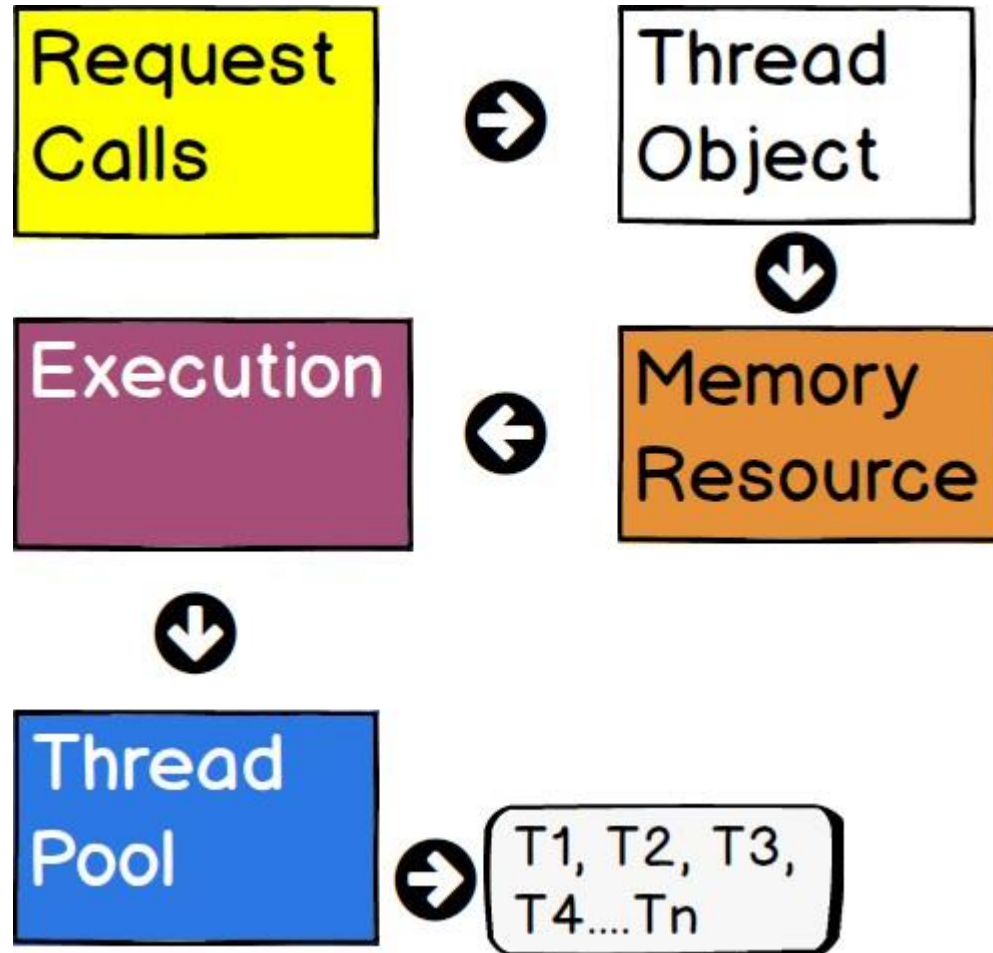 Request
Calls
Thread
Object
Execution
Memory
Resource
Thread
Pool
T1, T2, T3,
T4....Tn